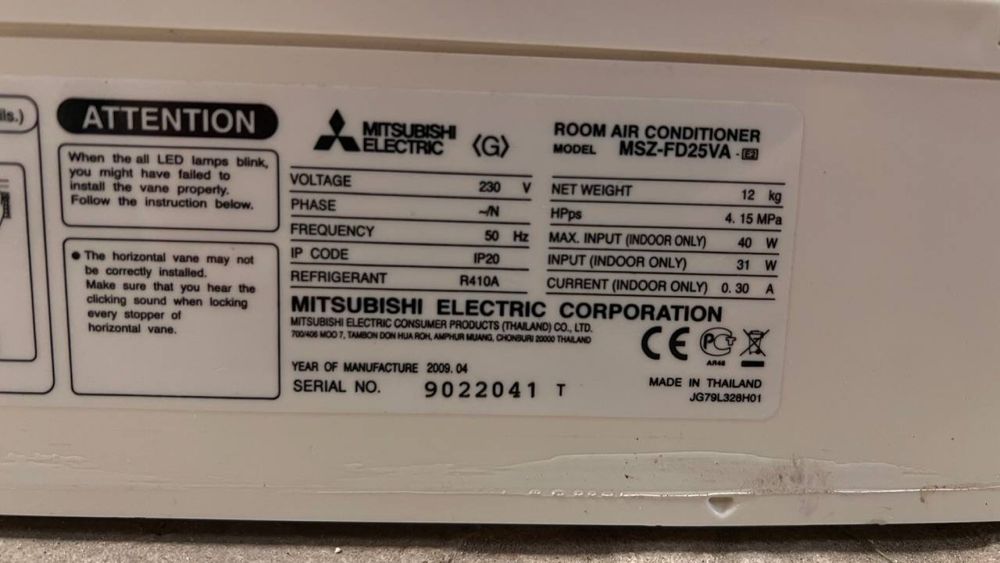 ils.)
ATTENTION
When the all LED lamps blink,
you might have failed to
install the vane properly.
Follow the instruction below.
● The horizontal vane may not
be correctly installed.
Make sure that you hear the
clicking sound when locking
every stopper of
horizontal vane.
MITSUBISHI
ELECTRIC
〈G〉
ROOM AIR CONDITIONER
MODEL MSZ-FD25VA - E2
VOLTAGE 230 V
PHASE ~/N
FREQUENCY 50 Hz
IP CODE IP20
REFRIGERANT R410A
NET WEIGHT 12 kg
HPps 4. 15 MPa
MAX. INPUT (INDOOR ONLY) 40 W
INPUT (INDOOR ONLY) 31 W
CURRENT (INDOOR ONLY) 0. 30 A
MITSUBISHI ELECTRIC CORPORATION
MITSUBISHI ELECTRIC CONSUMER PRODUCTS (THAILAND) CO., LTD.
700/406 MOO 7, TAMBON DON HUA ROH, AMPHUR MUANG, CHONBURI 20000 THAILAND
CE
AR46
YEAR OF MANUFACTURE 2009. 04
SERIAL NO. 9022041 T
MADE IN THAILAND
JG79L328H01